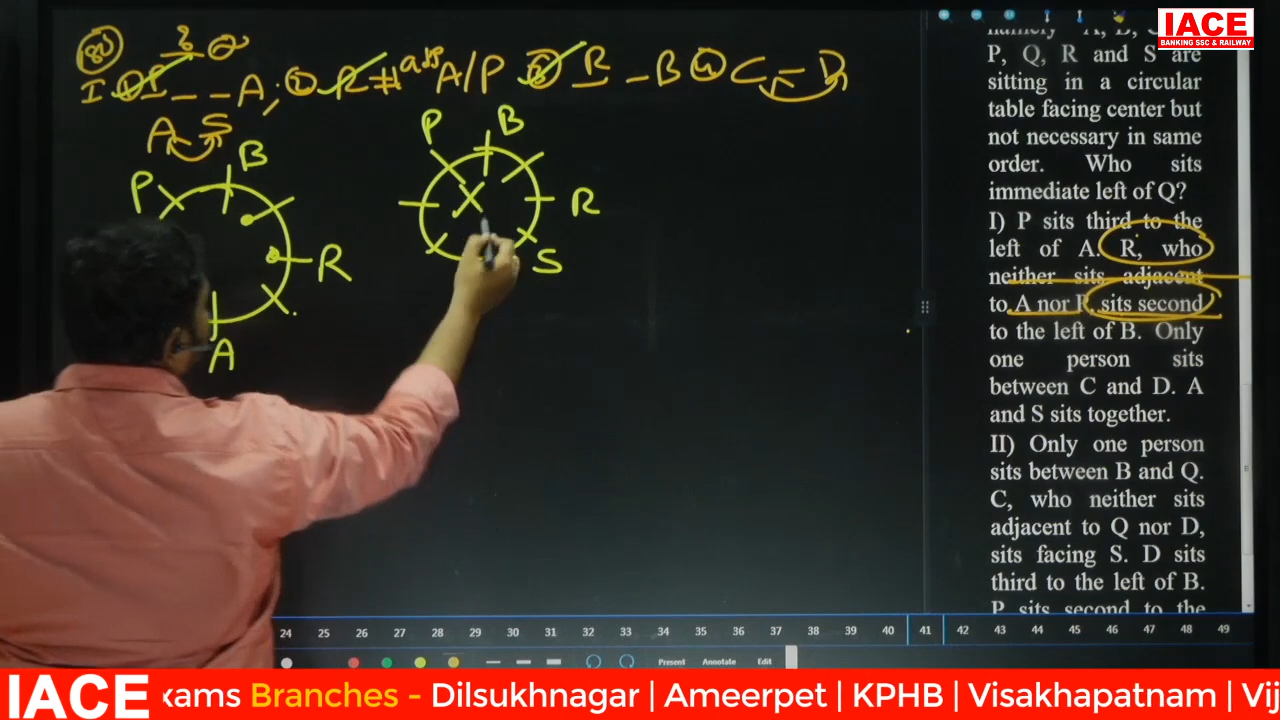 IACE
BANKING SSC & RAILWAY
P, Q, R and S are
sitting in a circular
table facing center but
not necessary in same
order. Who sits
immediate left of Q?
I) P sits third to the
left of A. R, who
neither sits adjacent
to A nor P, sits second
to the left of B. Only
one person sits
between C and D. A
and S sits together.
II) Only one person
sits between B and Q.
C, who neither sits
adjacent to Q nor D,
sits facing S. D sits
third to the left of B.
P sits second to the
A/P
R – B
C – D
A S
P B
R
A
P B
R
S
24 25 26 27 28 29 30 31 32 33 34 35 36 37 38 39 40 41 42 43 44 45 46 47 48 49
Present Annotate Edit
IACE xams Branches - Dilsukhnagar | Ameerpet | KPHB | Visakhapatnam | Vij